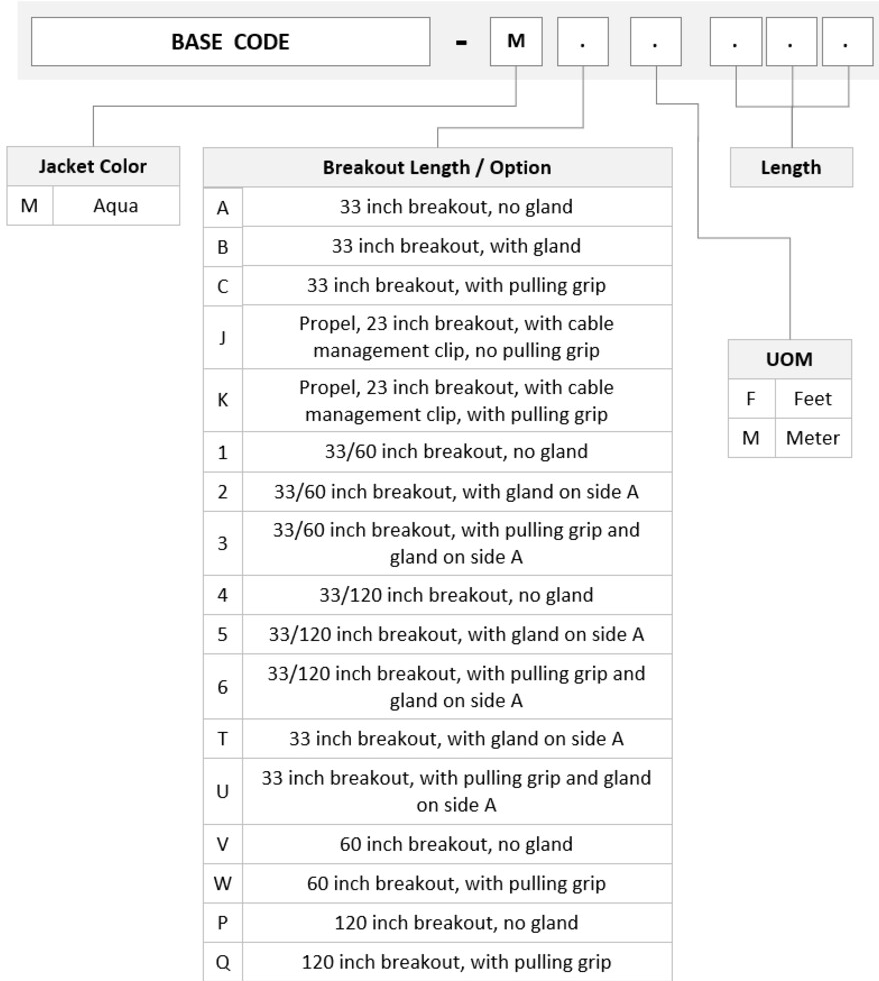 BASE CODE - M . . . . .
Jacket Color
M Aqua
Breakout Length / Option
A 33 inch breakout, no gland
B 33 inch breakout, with gland
C 33 inch breakout, with pulling grip
J Propel, 23 inch breakout, with cable
management clip, no pulling grip
K Propel, 23 inch breakout, with cable
management clip, with pulling grip
1 33/60 inch breakout, no gland
2 33/60 inch breakout, with gland on side A
3 33/60 inch breakout, with pulling grip and
gland on side A
4 33/120 inch breakout, no gland
5 33/120 inch breakout, with gland on side A
6 33/120 inch breakout, with pulling grip and
gland on side A
T 33 inch breakout, with gland on side A
U 33 inch breakout, with pulling grip and gland
on side A
V 60 inch breakout, no gland
W 60 inch breakout, with pulling grip
P 120 inch breakout, no gland
Q 120 inch breakout, with pulling grip
Length
UOM
F Feet
M Meter